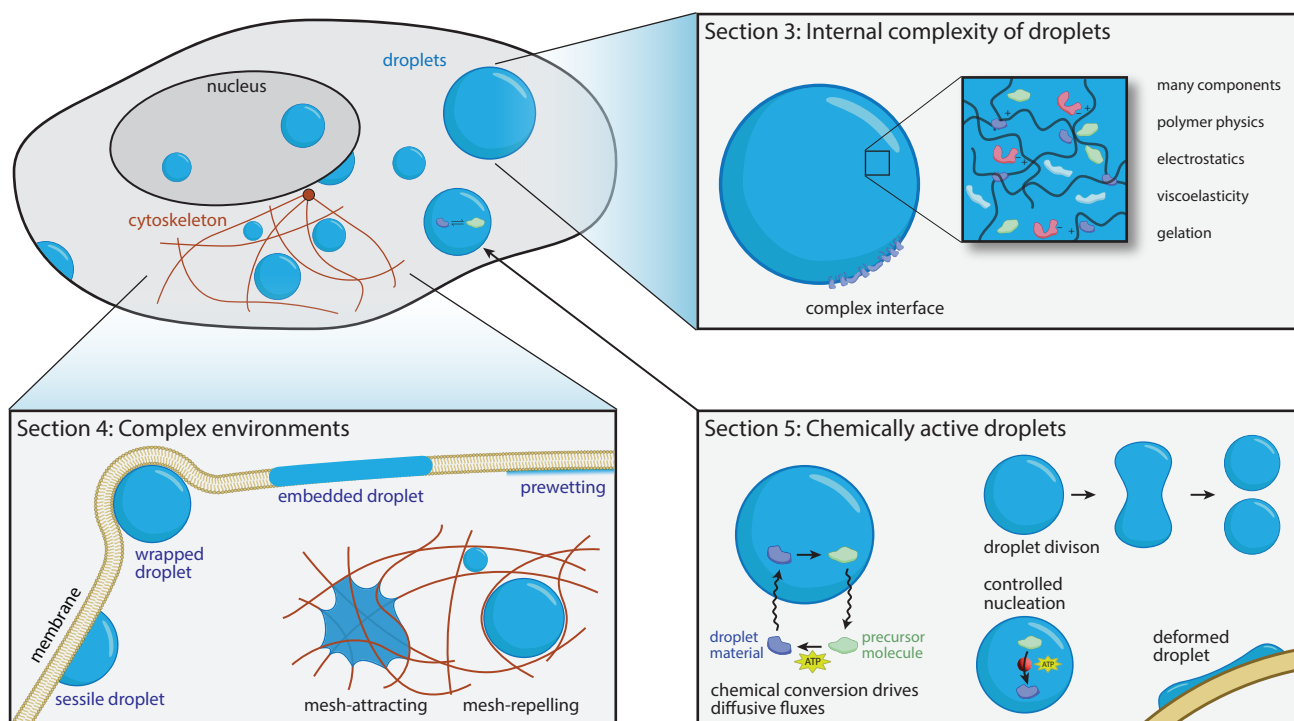 droplets
nucleus
cytoskeleton
Section 3: Internal complexity of droplets
complex interface
+
-
+
-
+
-
+
many components
polymer physics
electrostatics
viscoelasticity
gelation
Section 4: Complex environments
embedded droplet
prewetting
wrapped
droplet
membrane
sessile droplet
mesh-attracting
mesh-repelling
Section 5: Chemically active droplets
droplet
material
ATP
precursor
molecule
chemical conversion drives
diffusive fluxes
droplet divison
controlled
nucleation
ATP
deformed
droplet